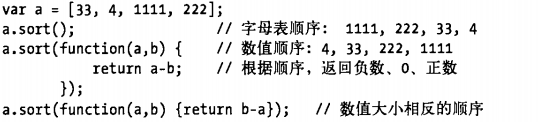 var a = [33, 4, 1111, 222];
a.sort();               // 字母表顺序: 1111, 222, 33, 4
a.sort(function(a,b) {  // 数值顺序: 4, 33, 222, 1111
        return a-b;     // 根据顺序，返回负数、0、正数
    });
a.sort(function(a,b) {return b-a});   // 数值大小相反的顺序